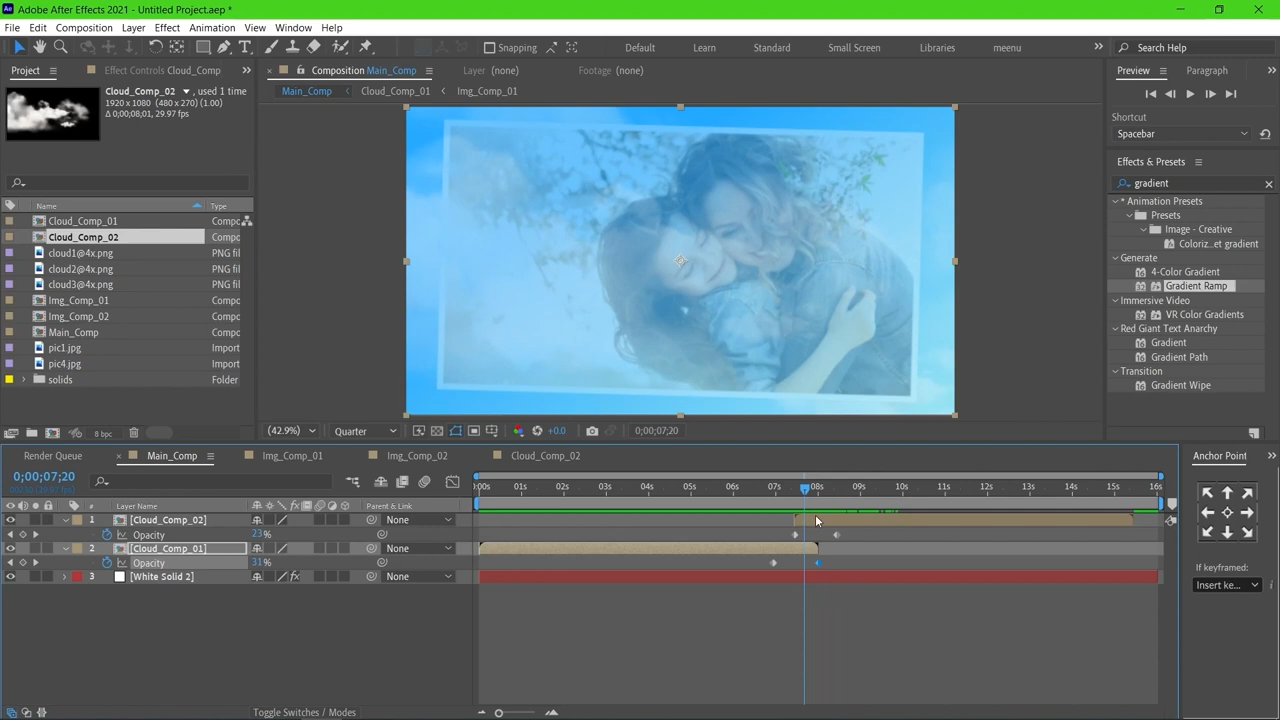 Adobe After Effects 2021 - Untitled Project.aep *
File Edit Composition Layer Effect Animation View Window Help
Snapping
Default Learn Standard Small Screen Libraries meenu
Search Help
Project
Effect Controls Cloud_Comp
Composition Main_Comp
Layer (none)
Footage (none)
Preview
Paragraph
Cloud_Comp_02 , used 1 time
1920 x 1080 (480 x 270) (1.00)
Δ 0;00;08;01, 29.97 fps
Main_Comp
Cloud_Comp_01
Img_Comp_01
Shortcut
Spacebar
Effects & Presets
gradient
* Animation Presets
Presets
Image - Creative
Coloriz...et gradient
Generate
4-Color Gradient
Gradient Ramp
Immersive Video
VR Color Gradients
Red Giant Text Anarchy
Gradient
Gradient Path
Transition
Gradient Wipe
Name Type
Cloud_Comp_01 Compo
Cloud_Comp_02 Compo
cloud1@4x.png PNG fil
cloud2@4x.png PNG fil
cloud3@4x.png PNG fil
Img_Comp_01 Compo
Img_Comp_02 Compo
Main_Comp Compo
pic1.jpg Import
pic4.jpg Import
solids Folder
8 bpc
(42.9%)
Quarter
+0.0
0;00;07;20
Render Queue
Main_Comp
Img_Comp_01
Img_Comp_02
Cloud_Comp_02
Anchor Point
0;00;07;20
# Layer Name Parent & Link
):00s 01s 02s 03s 04s 05s 06s 07s 08s 09s 10s 11s 12s 13s 14s 15s 16s
1 [Cloud_Comp_02] None
Opacity 23%
2 [Cloud_Comp_01] None
Opacity 31%
3 [White Solid 2] None
If keyframed:
Insert ke...
Toggle Switches / Modes